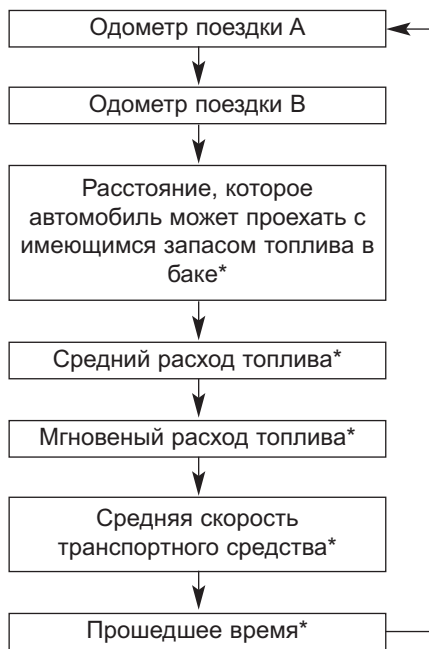 Одометр поездки А
Одометр поездки В
Расстояние, которое
автомобиль может проехать с
имеющимся запасом топлива в
баке*
Средний расход топлива*
Мгновеный расход топлива*
Средняя скорость
транспортного средства*
Прошедшее время*